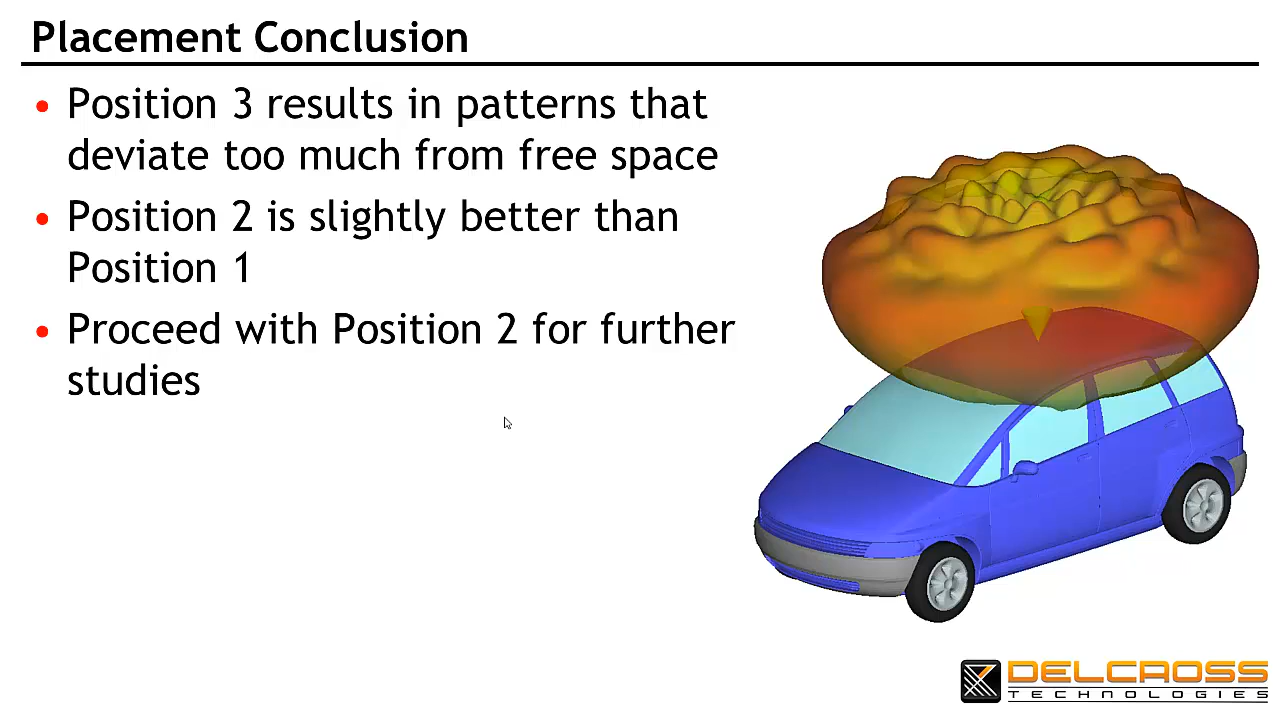 Placement Conclusion
• Position 3 results in patterns that
deviate too much from free space
• Position 2 is slightly better than
Position 1
• Proceed with Position 2 for further
studies
DELCROSS
TECHNOLOGIES